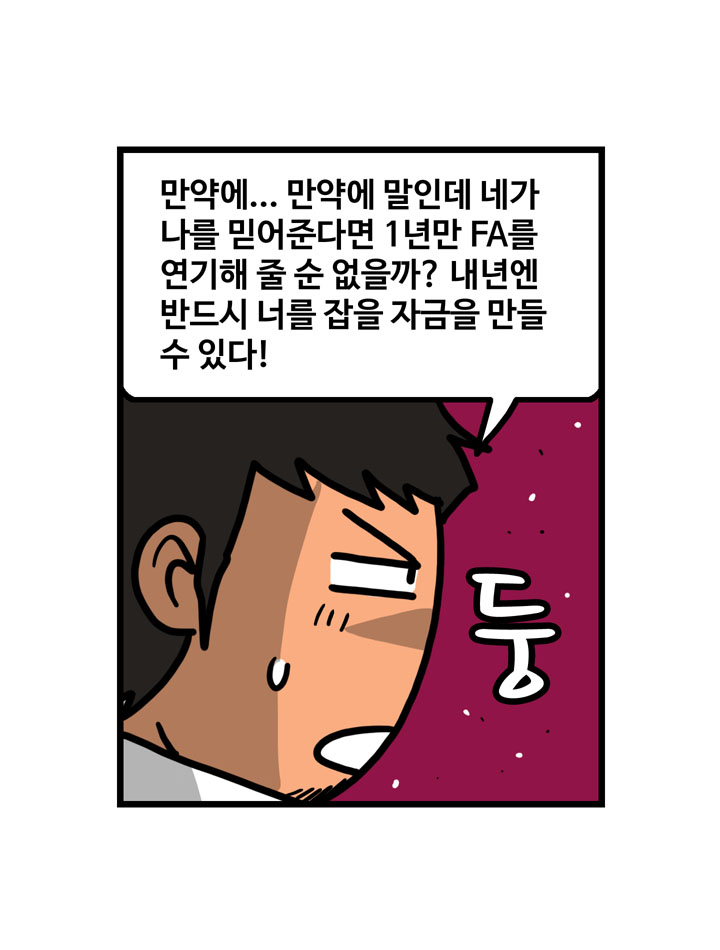 만약에... 만약에 말인데 네가
나를 믿어준다면 1년만 FA를
연기해 줄 순 없을까? 내년엔
반드시 너를 잡을 자금을 만들
수 있다!
둥